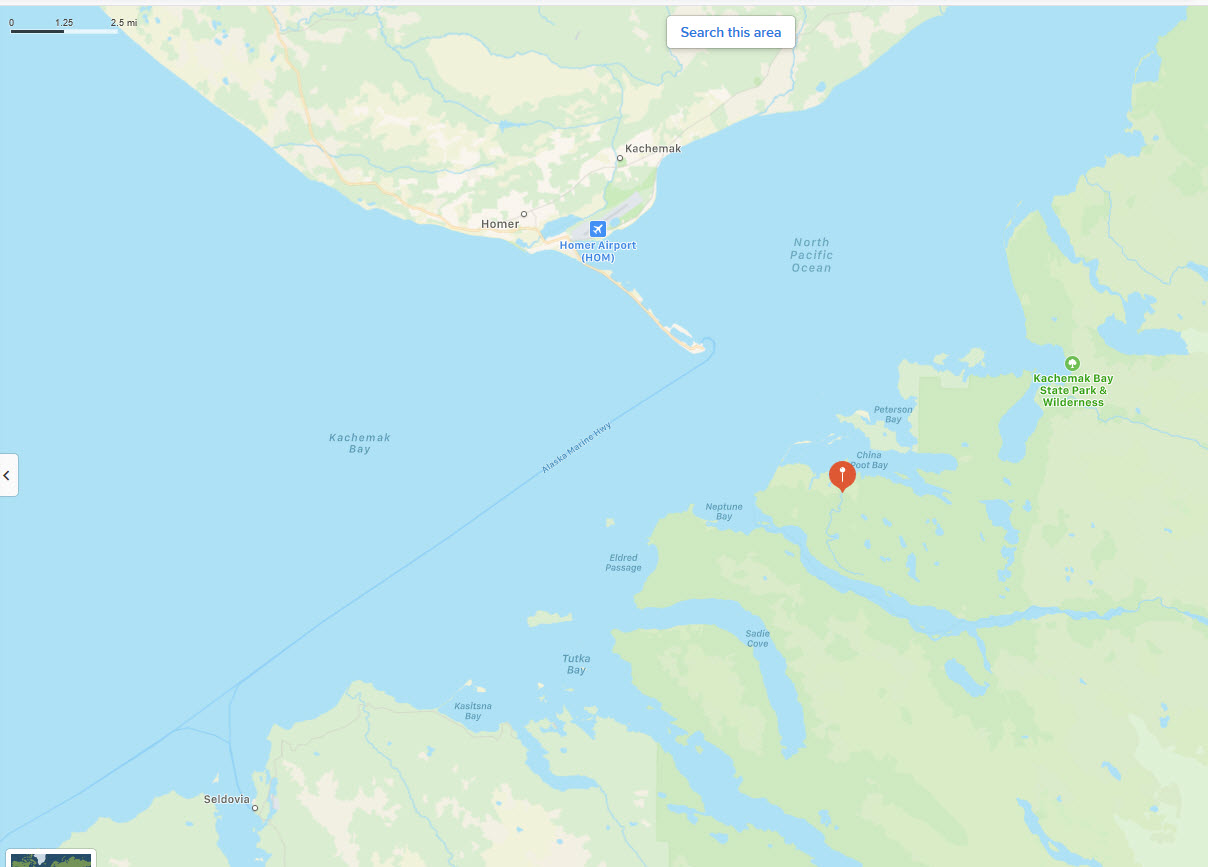 0 1.25 2.5 mi
Search this area
Kachemak
Homer
Homer Airport
(HOM)
North
Pacific
Ocean
Kachemak Bay
State Park &
Wilderness
Peterson
Bay
Kachemak
Bay
Alaska Marine Hwy
China
Poot Bay
Neptune
Bay
Eldred
Passage
Sadie
Cove
Tutka
Bay
Kasitsna
Bay
Seldovia